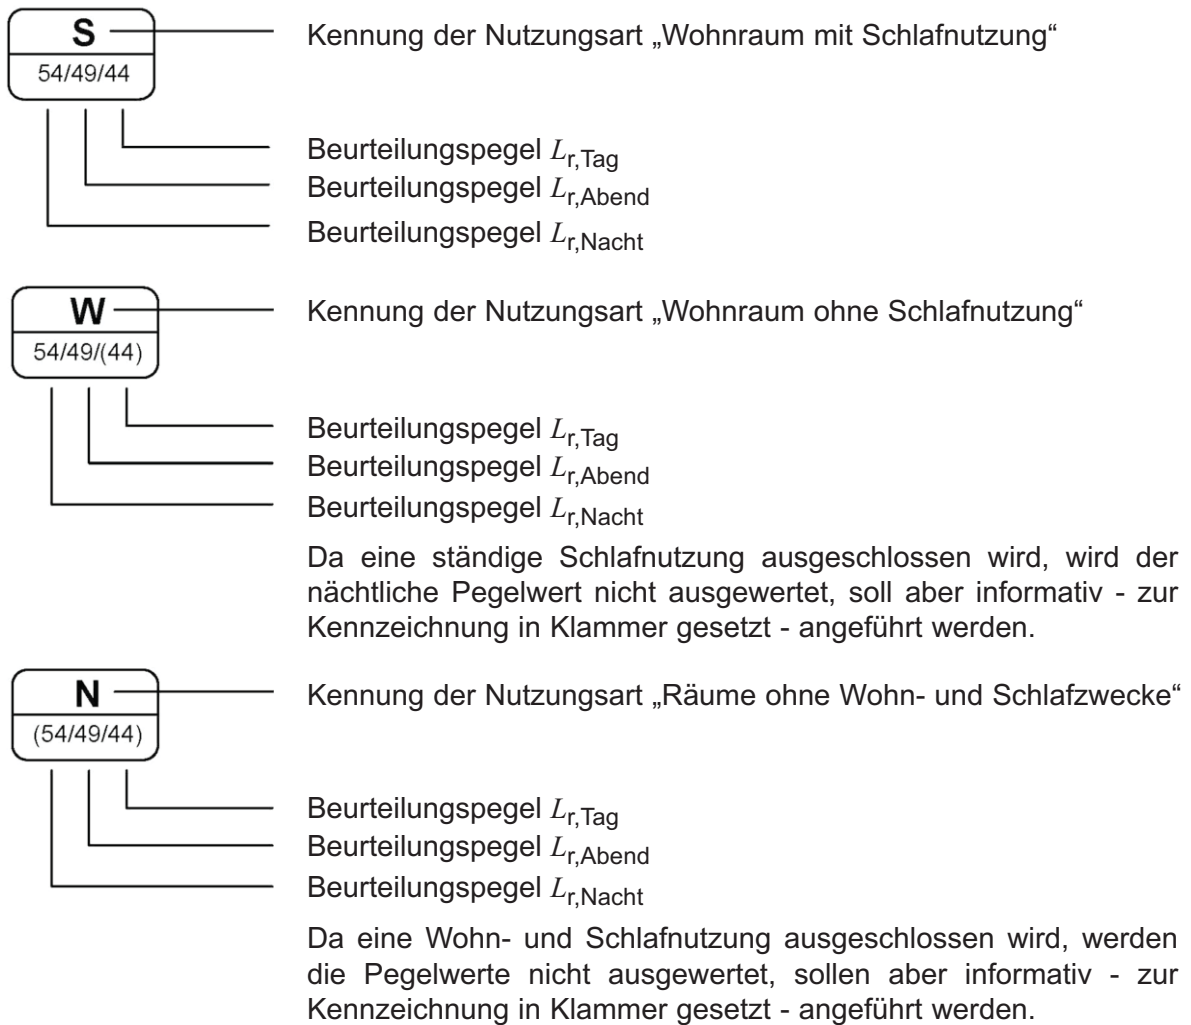 S
Kennung der Nutzungsart „Wohnraum mit Schlafnutzung“
54/49/44
Beurteilungspegel Lr,Tag
Beurteilungspegel Lr,Abend
Beurteilungspegel Lr,Nacht
W
Kennung der Nutzungsart „Wohnraum ohne Schlafnutzung“
54/49/(44)
Beurteilungspegel Lr,Tag
Beurteilungspegel Lr,Abend
Beurteilungspegel Lr,Nacht
Da eine ständige Schlafnutzung ausgeschlossen wird, wird der
nächtliche Pegelwert nicht ausgewertet, soll aber informativ - zur
Kennzeichnung in Klammer gesetzt - angeführt werden.
N
Kennung der Nutzungsart „Räume ohne Wohn- und Schlafzwecke“
(54/49/44)
Beurteilungspegel Lr,Tag
Beurteilungspegel Lr,Abend
Beurteilungspegel Lr,Nacht
Da eine Wohn- und Schlafnutzung ausgeschlossen wird, werden
die Pegelwerte nicht ausgewertet, sollen aber informativ - zur
Kennzeichnung in Klammer gesetzt - angeführt werden.